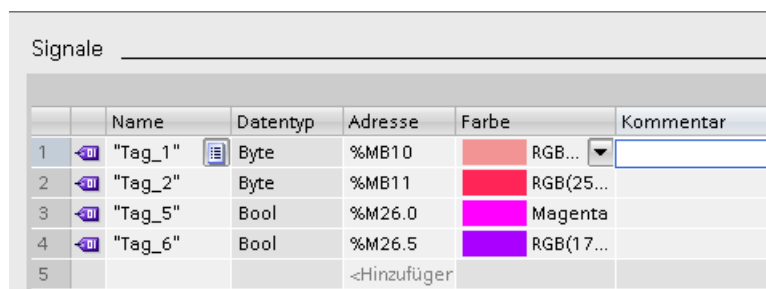 Signale
Name Datentyp Adresse Farbe Kommentar
1 "Tag_1" Byte %MB10 RGB...
2 "Tag_2" Byte %MB11 RGB(25...
3 "Tag_5" Bool %M26.0 Magenta
4 "Tag_6" Bool %M26.5 RGB(17...
5 <Hinzufüger